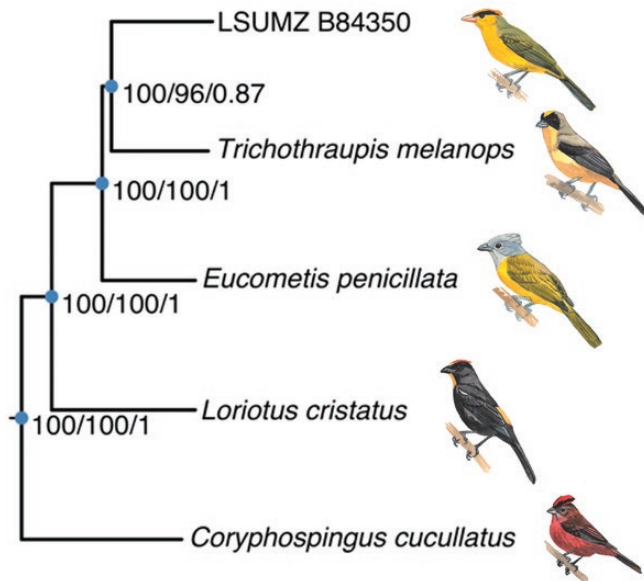 LSUMZ B84350
100/96/0.87
Trichothraupis melanops
100/100/1
Eucometis penicillata
100/100/1
Loriotus cristatus
100/100/1
Coryphospingus cucullatus